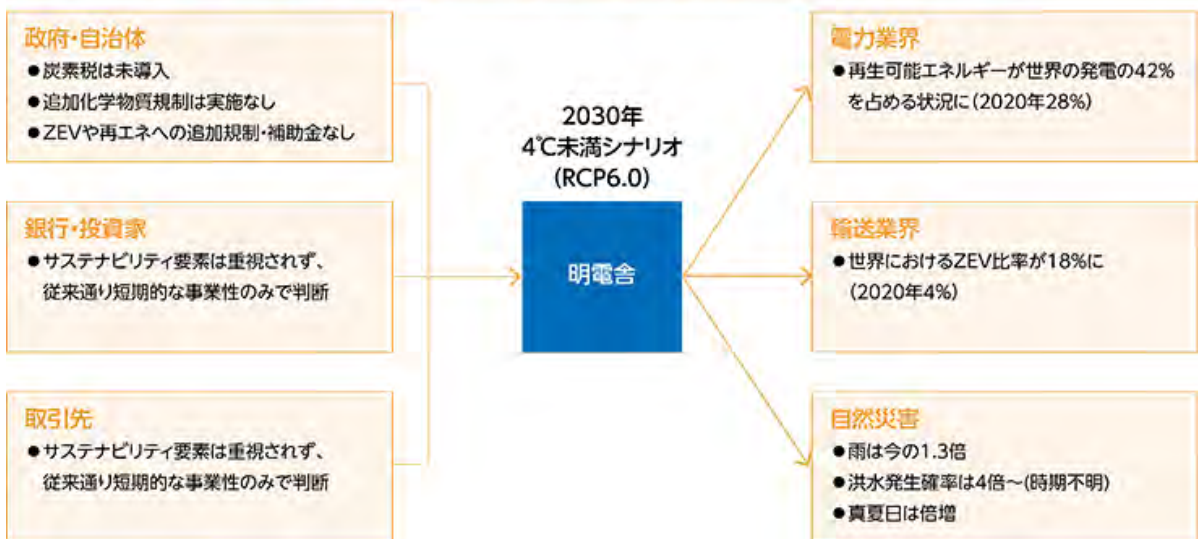 政府・自治体
●炭素税は未導入
●追加化学物質規制は実施なし
●ZEVや再エネへの追加規制・補助金なし
銀行・投資家
●サステナビリティ要素は重視されず、
従来通り短期的な事業性のみで判断
取引先
●サステナビリティ要素は重視されず、
従来通り短期的な事業性のみで判断
2030年
4℃未満シナリオ
(RCP6.0)
明電舎
電力業界
●再生可能エネルギーが世界の発電の42%
を占める状況に(2020年28%)
輸送業界
●世界におけるZEV比率が18%に
(2020年4%)
自然災害
●雨は今の1.3倍
●洪水発生確率は4倍～(時期不明)
●真夏日は倍増